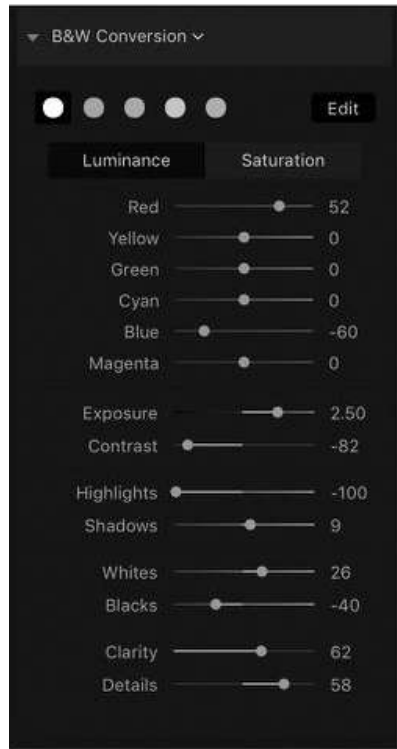 B&W Conversion
Edit
Luminance Saturation
Red 52
Yellow 0
Green 0
Cyan 0
Blue -60
Magenta 0
Exposure 2.50
Contrast -82
Highlights -100
Shadows 9
Whites 26
Blacks -40
Clarity 62
Details 58